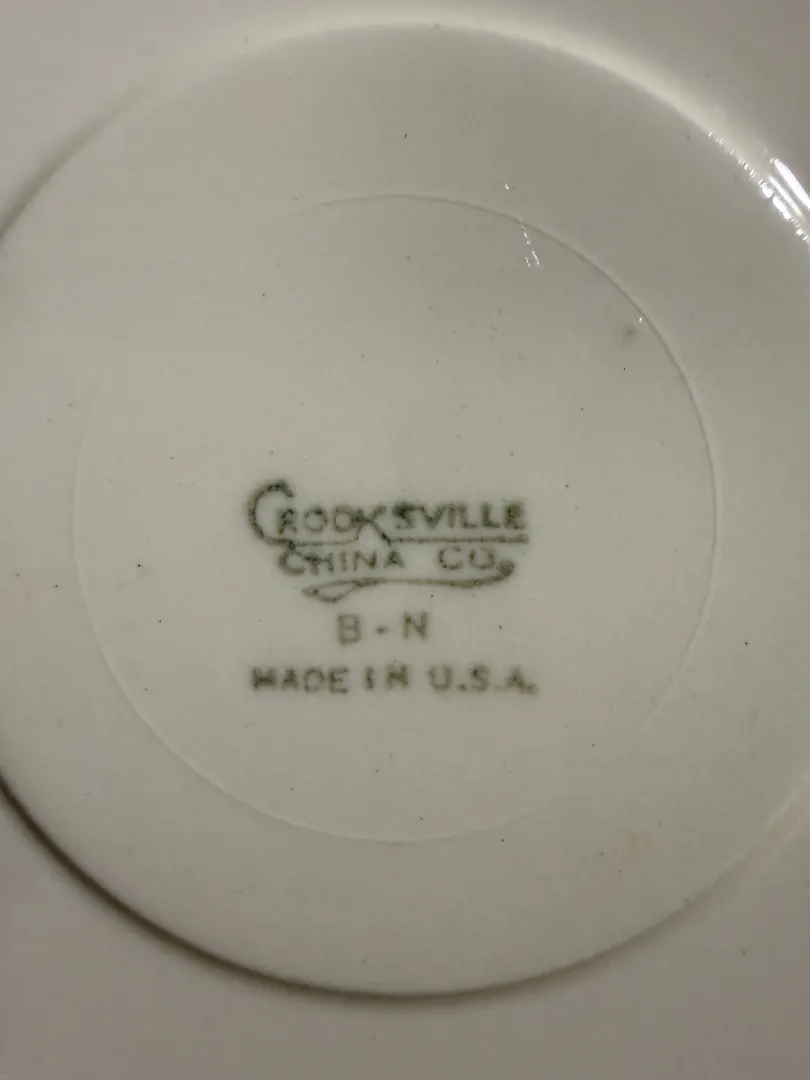 CROOKSVILLE
CHINA CO.
B - N
MADE IN U.S.A.